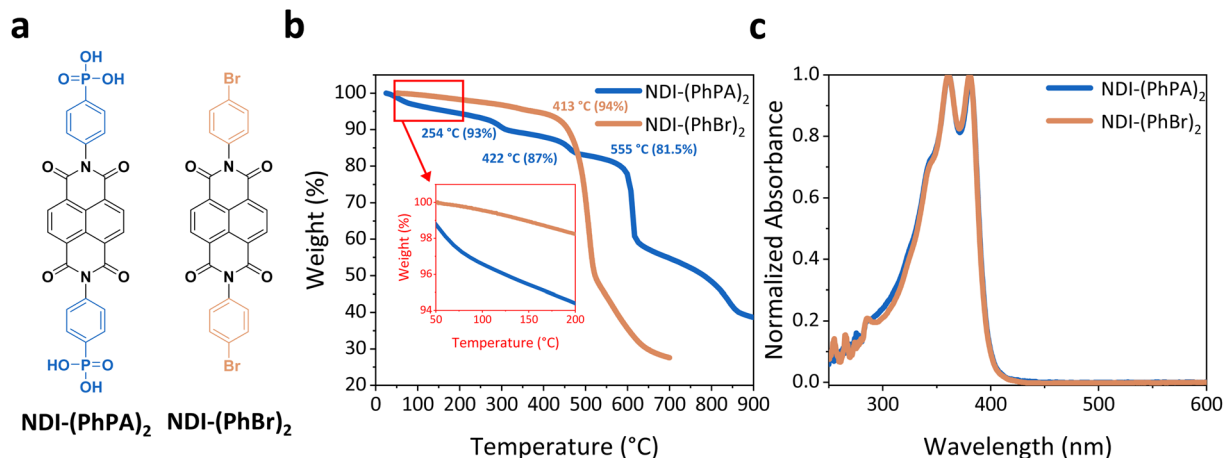 a
OH
O=P-OH
N
O
O
O
O
N
HO-P=O
OH
NDI-(PhPA)₂
Br
N
O
O
O
O
N
Br
NDI-(PhBr)₂
b
NDI-(PhPA)₂
NDI-(PhBr)₂
413 °C (94%)
254 °C (93%)
422 °C (87%)
555 °C (81.5%)
Weight (%)
100
90
80
70
60
50
40
30
20
0
100
200
300
400
500
600
700
800
900
Temperature (°C)
Weight (%)
100
98
96
94
50
100
150
200
Temperature (°C)
c
NDI-(PhPA)₂
NDI-(PhBr)₂
Normalized Absorbance
1.0
0.8
0.6
0.4
0.2
0.0
300
400
500
600
Wavelength (nm)